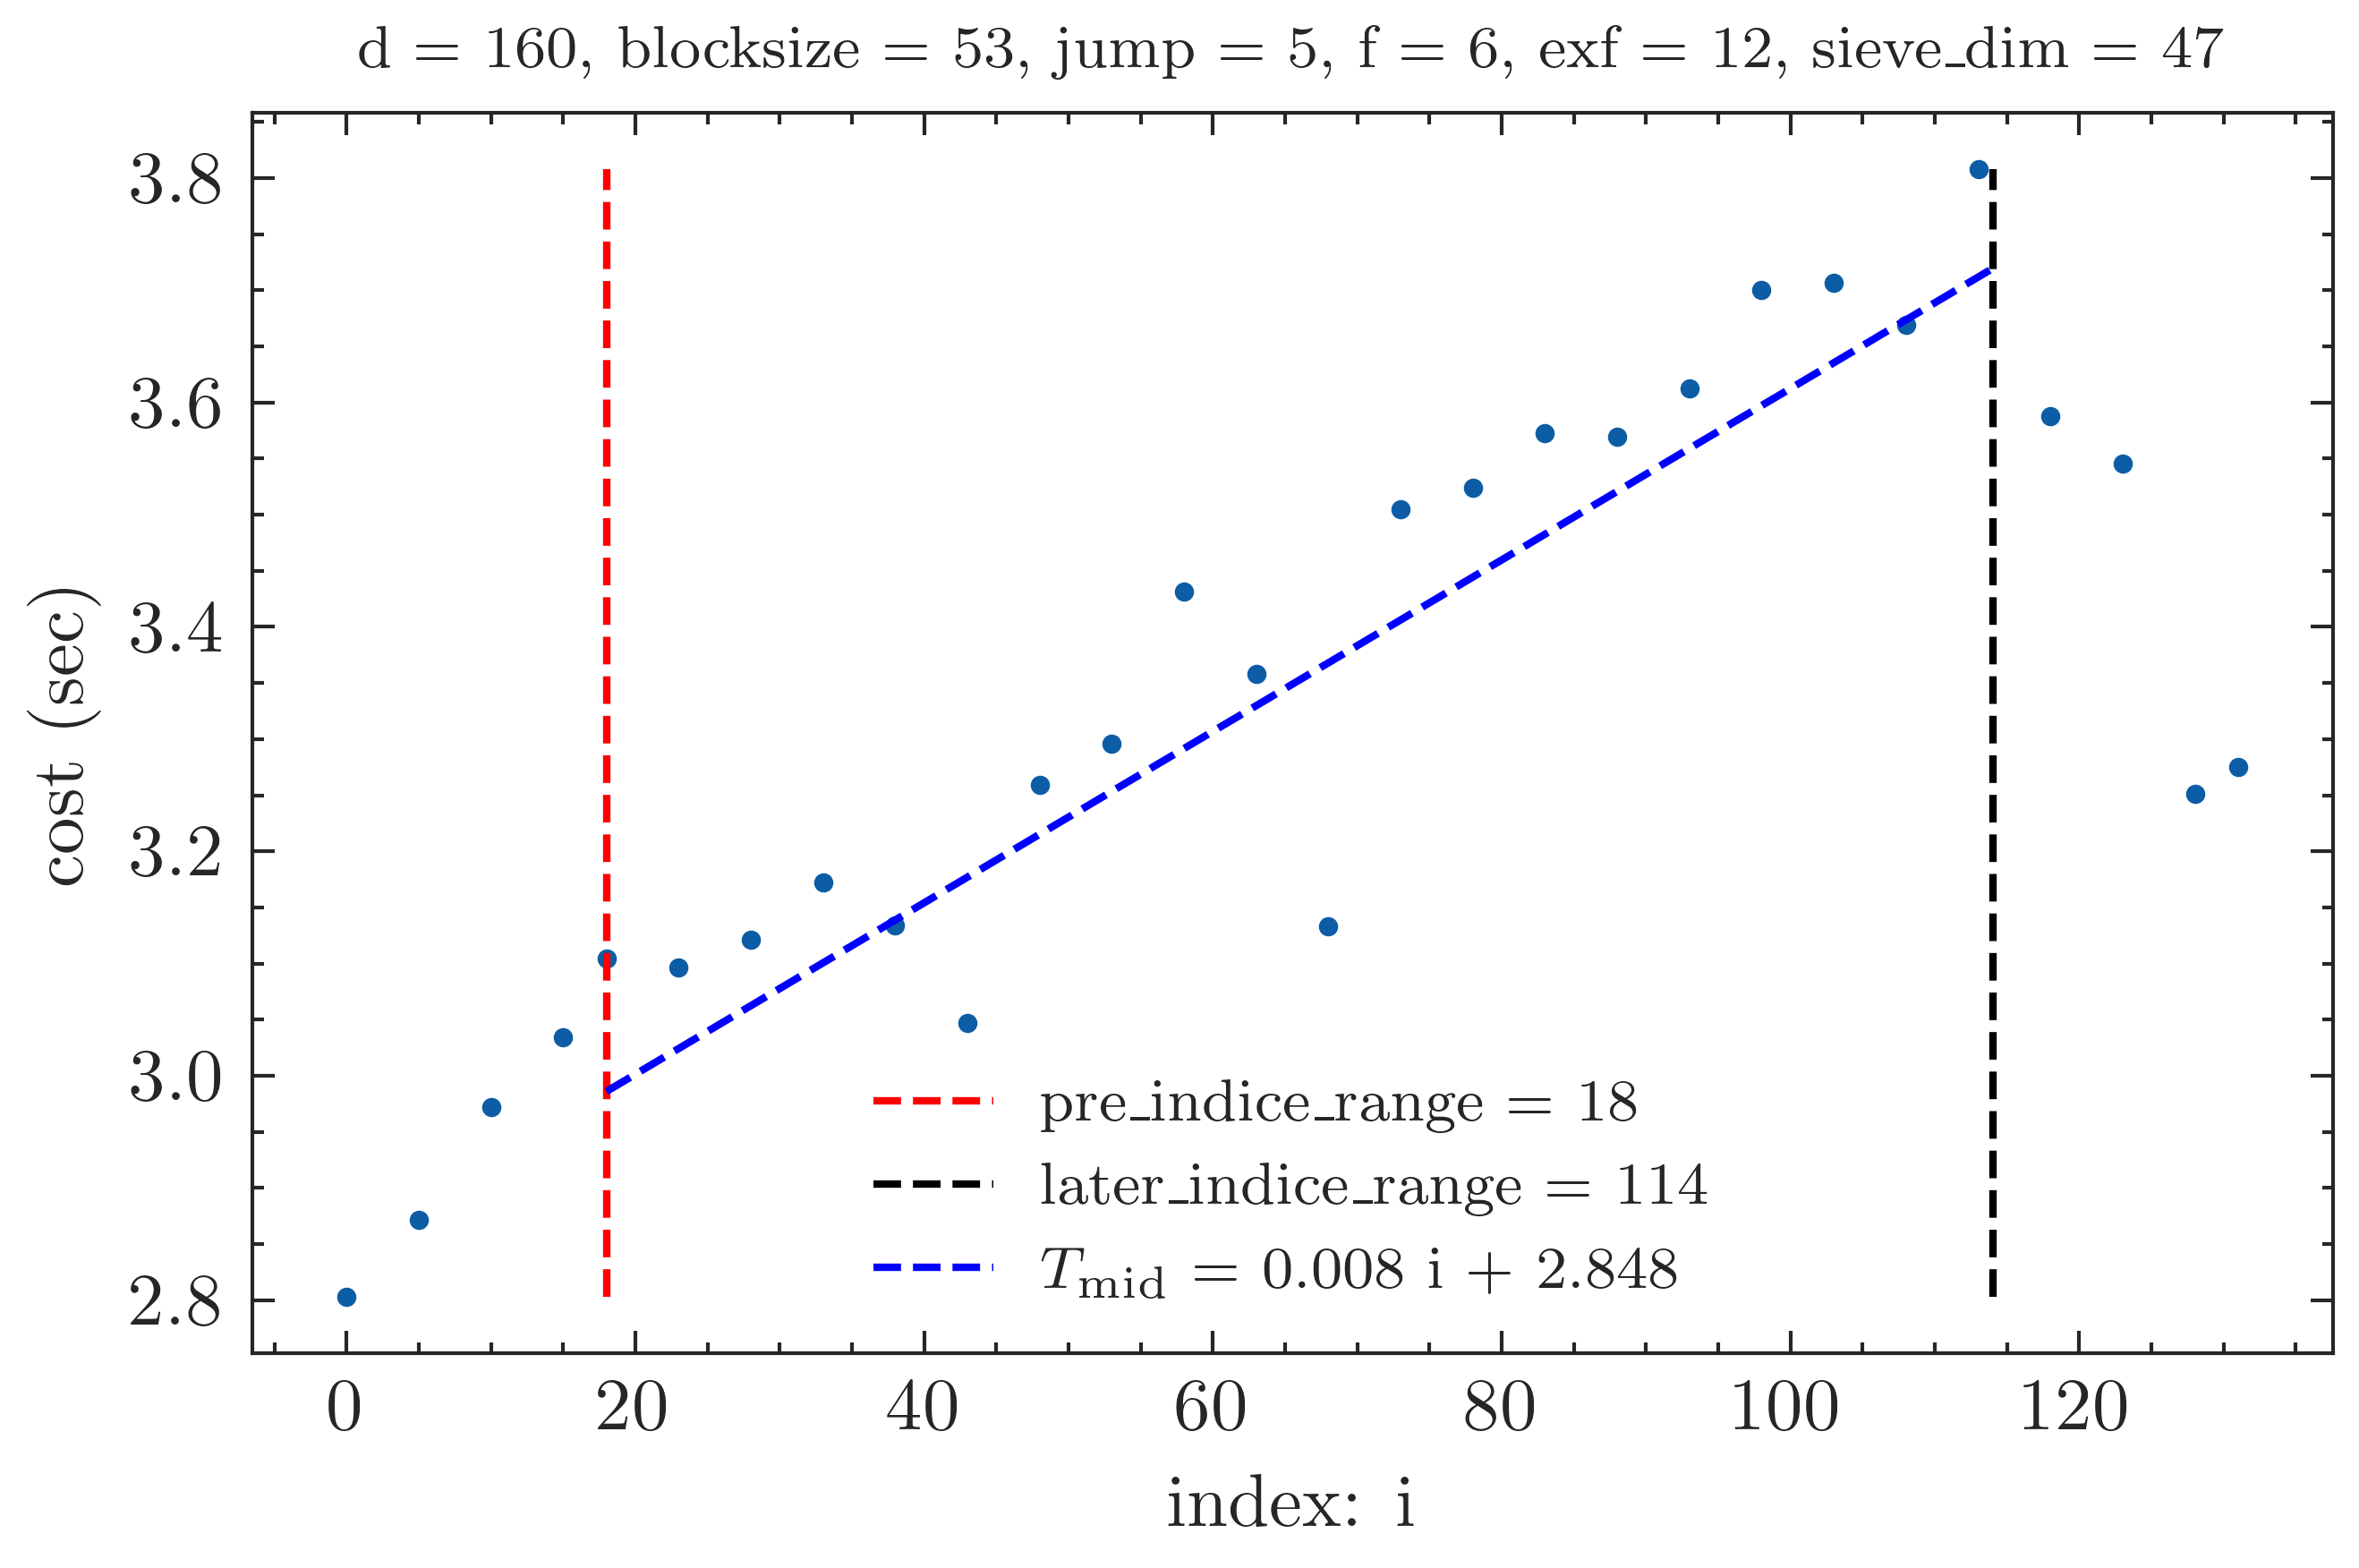 d = 160, blocksize = 53, jump = 5, f = 6, exf = 12, sieve_dim = 47
3.8
3.6
3.4
3.2
3.0
2.8
cost (sec)
pre_indice_range = 18
later_indice_range = 114
T_mid = 0.008 i + 2.848
0 20 40 60 80 100 120
index: i